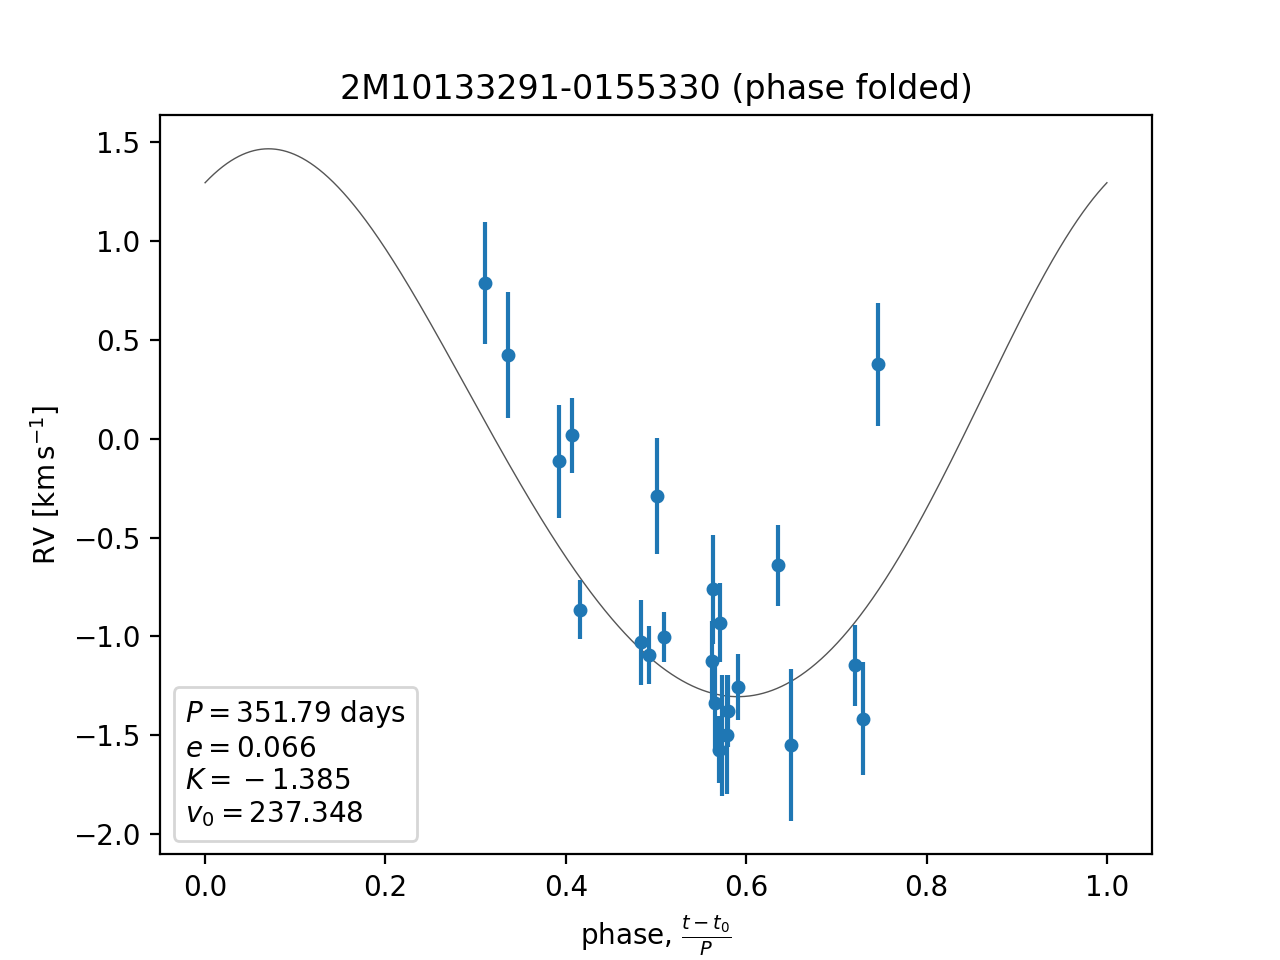 2M10133291-0155330 (phase folded)
RV [km s⁻¹]
1.5
1.0
0.5
0.0
−0.5
−1.0
−1.5
−2.0
P = 351.79 days
e = 0.066
K = −1.385
v₀ = 237.348
0.0 0.2 0.4 0.6 0.8 1.0
phase, (t − t₀)/P